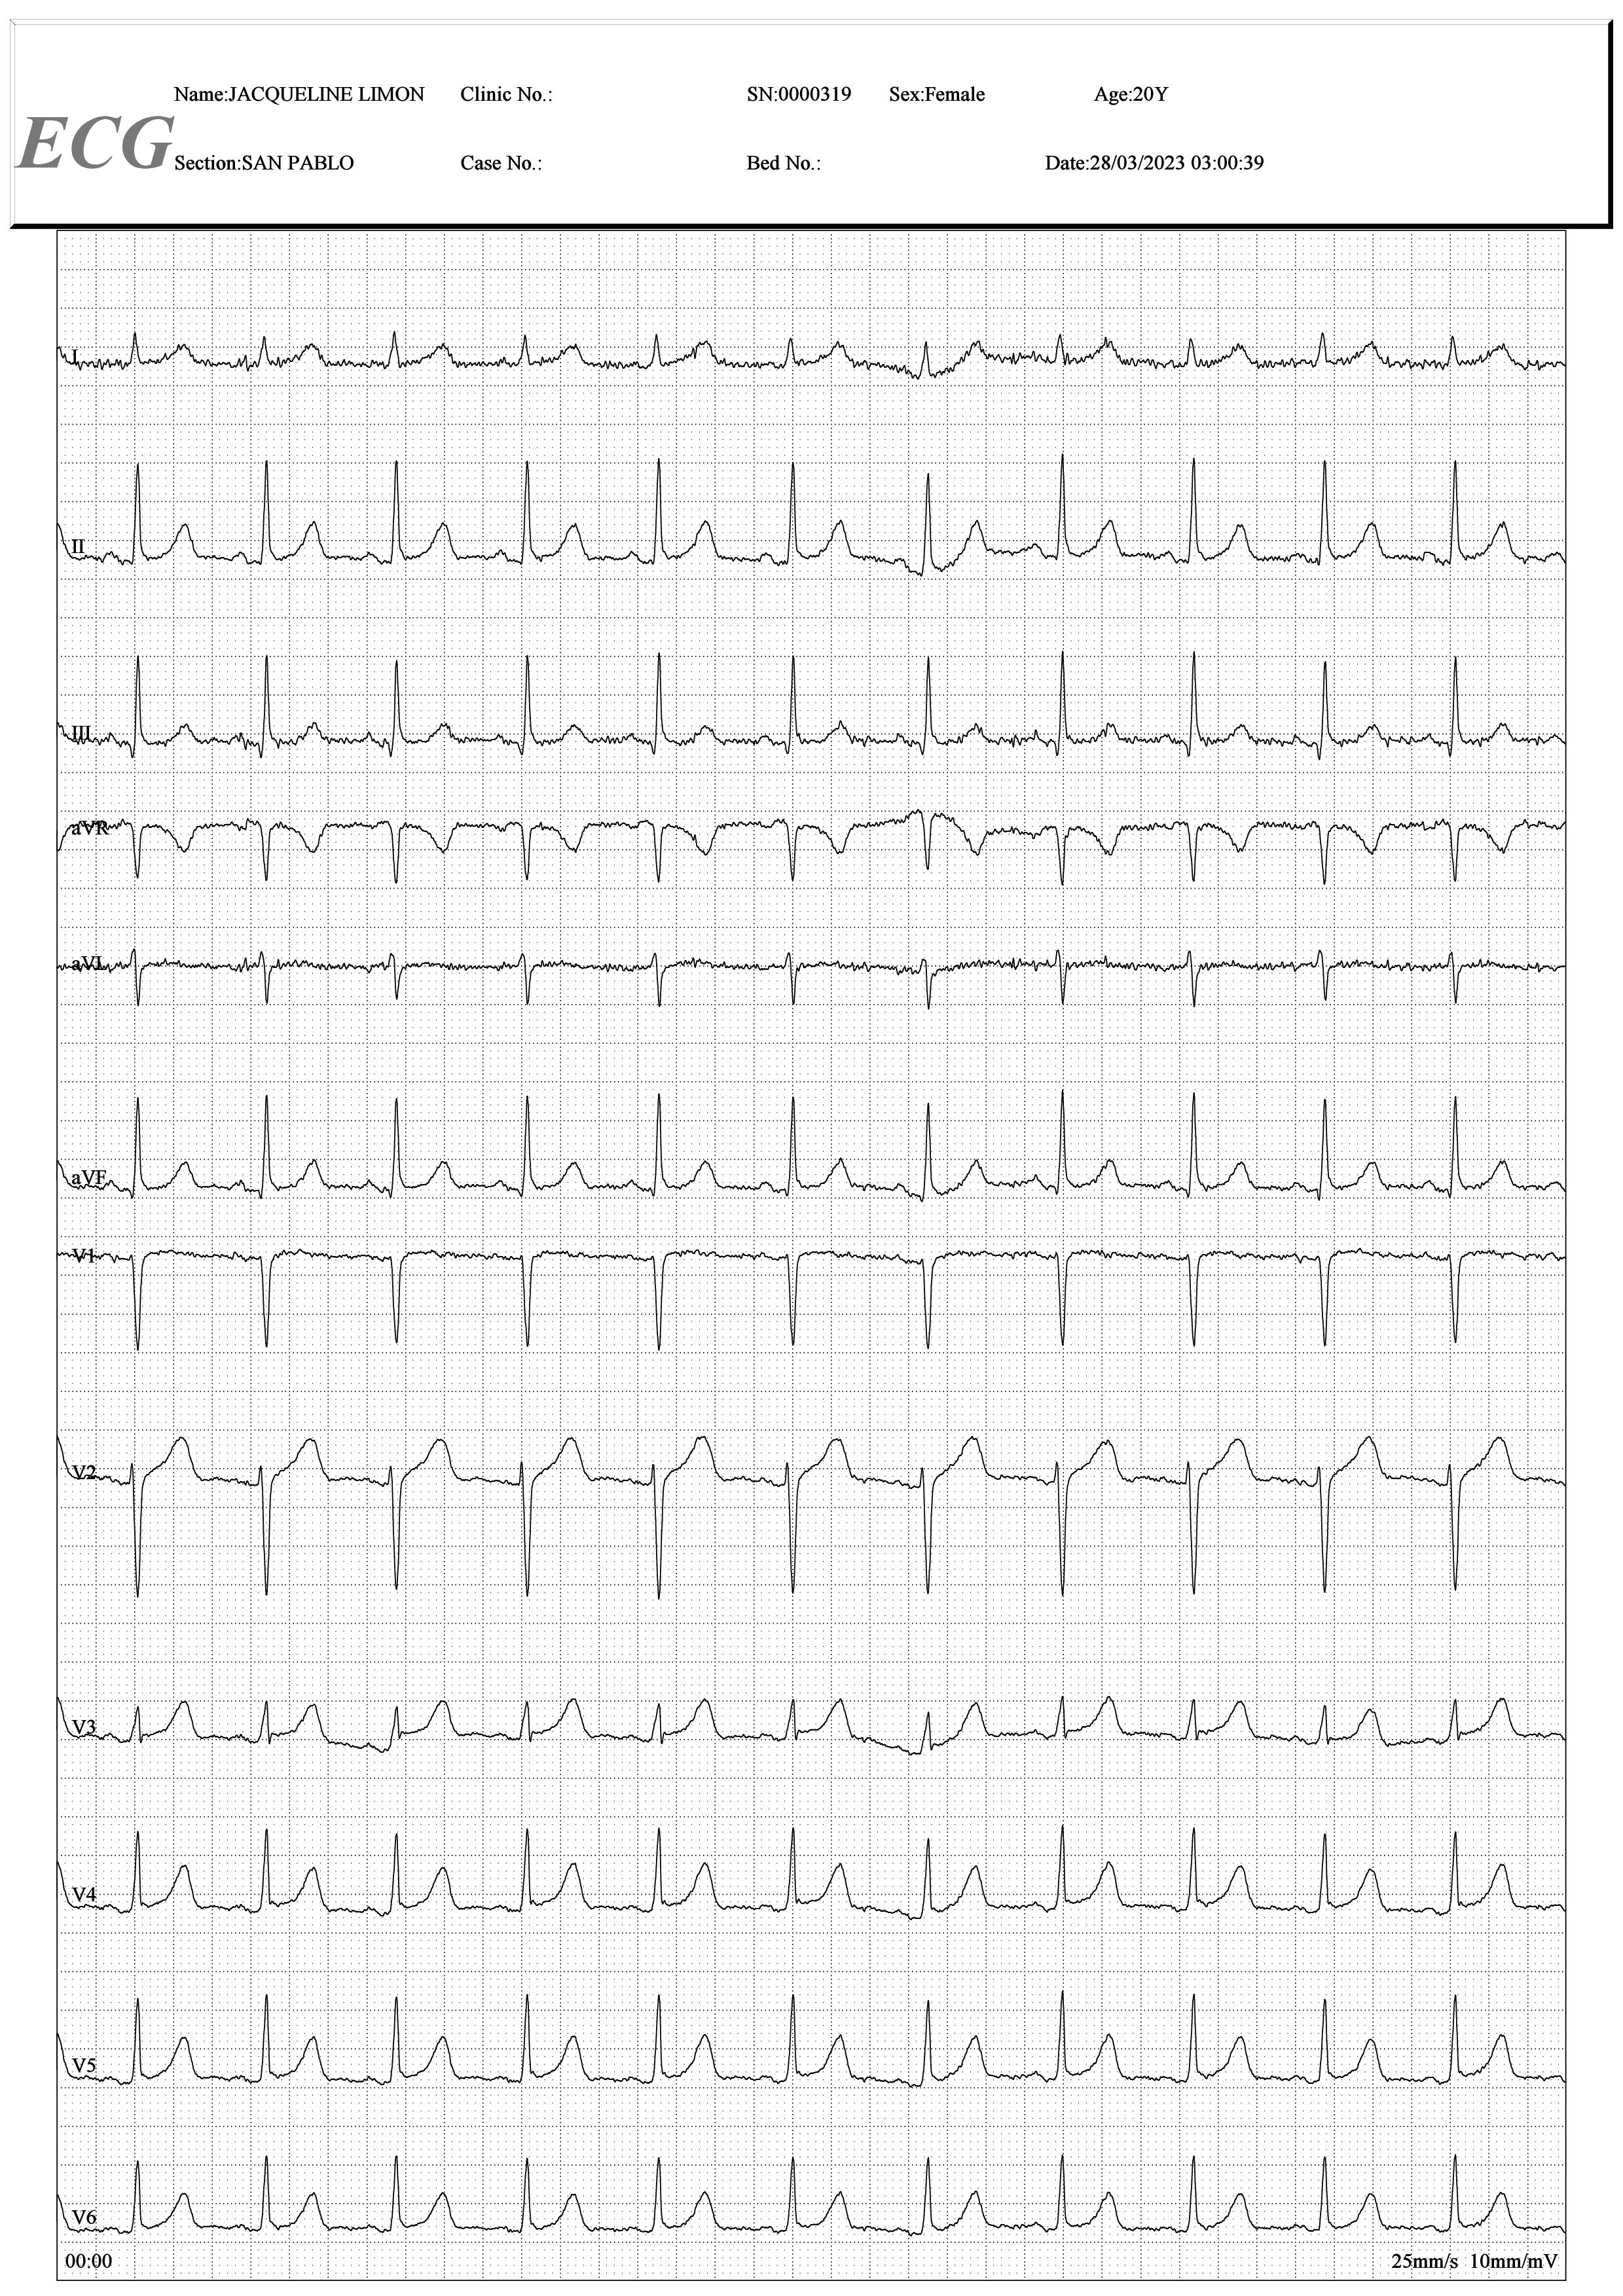 Name:JACQUELINE LIMON Clinic No.: SN:0000319 Sex:Female Age:20Y
ECG
Section:SAN PABLO Case No.: Bed No.: Date:28/03/2023 03:00:39
I
II
III
aVR
aVL
aVF
V1
V2
V3
V4
V5
V6
00:00 25mm/s 10mm/mV